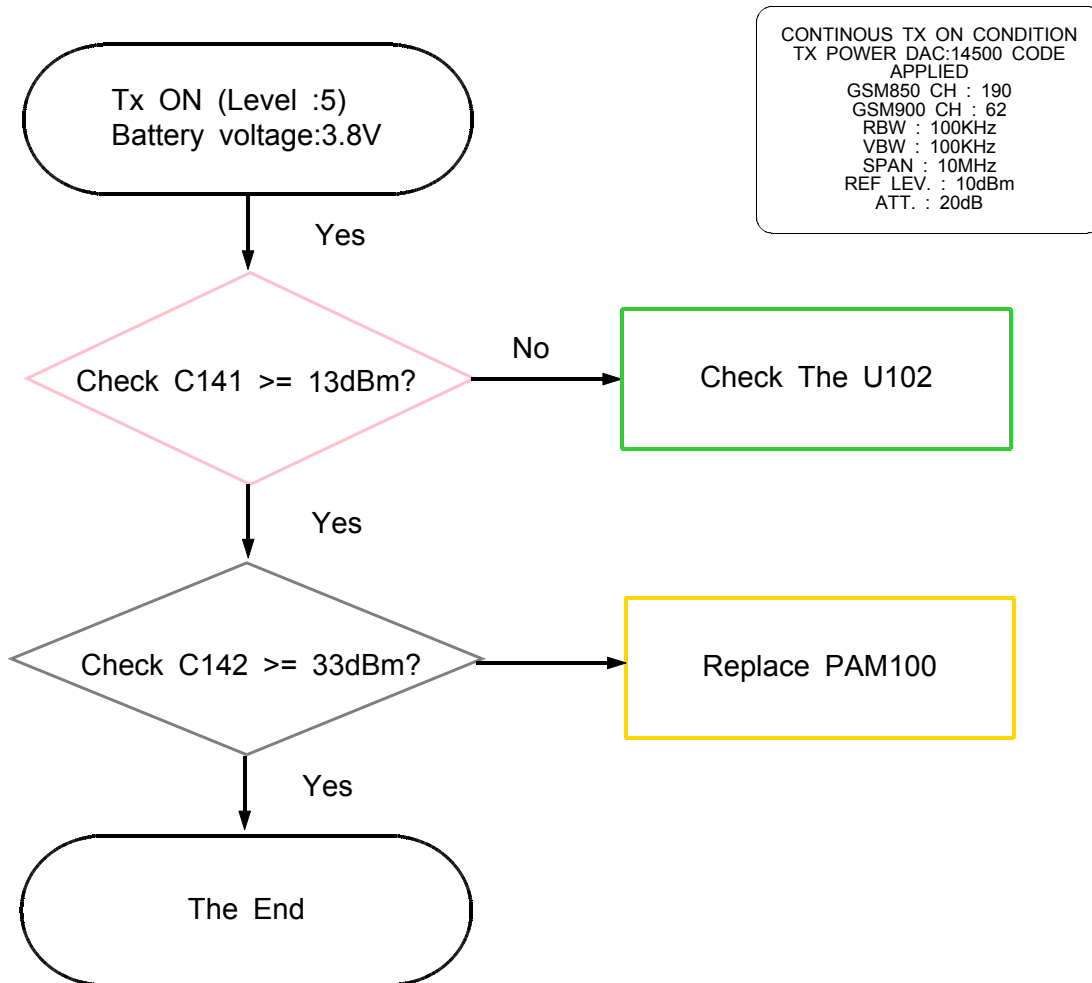 CONTINOUS TX ON CONDITION
TX POWER DAC:14500 CODE
APPLIED
GSM850 CH : 190
GSM900 CH : 62
RBW : 100KHz
VBW : 100KHz
SPAN : 10MHz
REF LEV. : 10dBm
ATT. : 20dB
Tx ON (Level :5)
Battery voltage:3.8V
Yes
Check C141 >= 13dBm?
No
Check The U102
Yes
Check C142 >= 33dBm?
Replace PAM100
Yes
The End